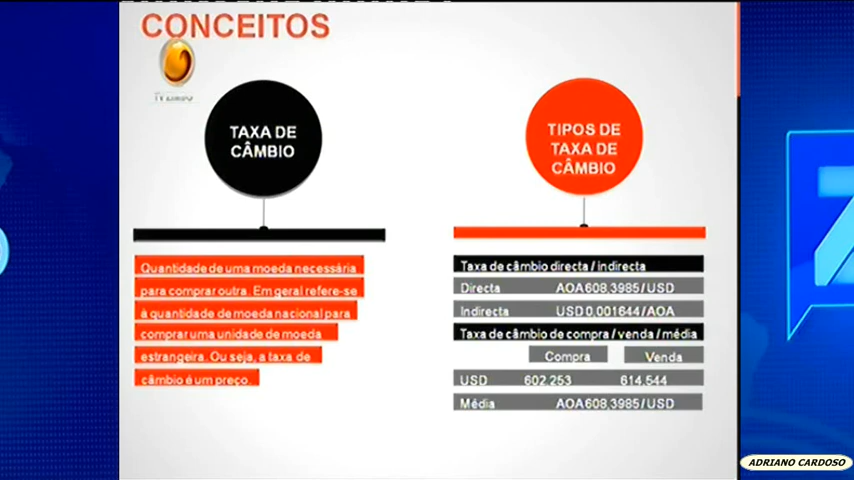 CONCEITOS
TV ZIMBO
TAXA DE
CÂMBIO
Quantidade de uma moeda necessária
para comprar outra. Em geral refere-se
à quantidade de moeda nacional para
comprar uma unidade de moeda
estrangeira. Ou seja, a taxa de
câmbio é um preço.
TIPOS DE
TAXA DE
CÂMBIO
Taxa de câmbio directa / indirecta
Directa AOA608,3985/USD
Indirecta USD0,001644/AOA
Taxa de câmbio de compra / venda / média
Compra Venda
USD 602.253 614.544
Média AOA608,3985/USD
ADRIANO CARDOSO